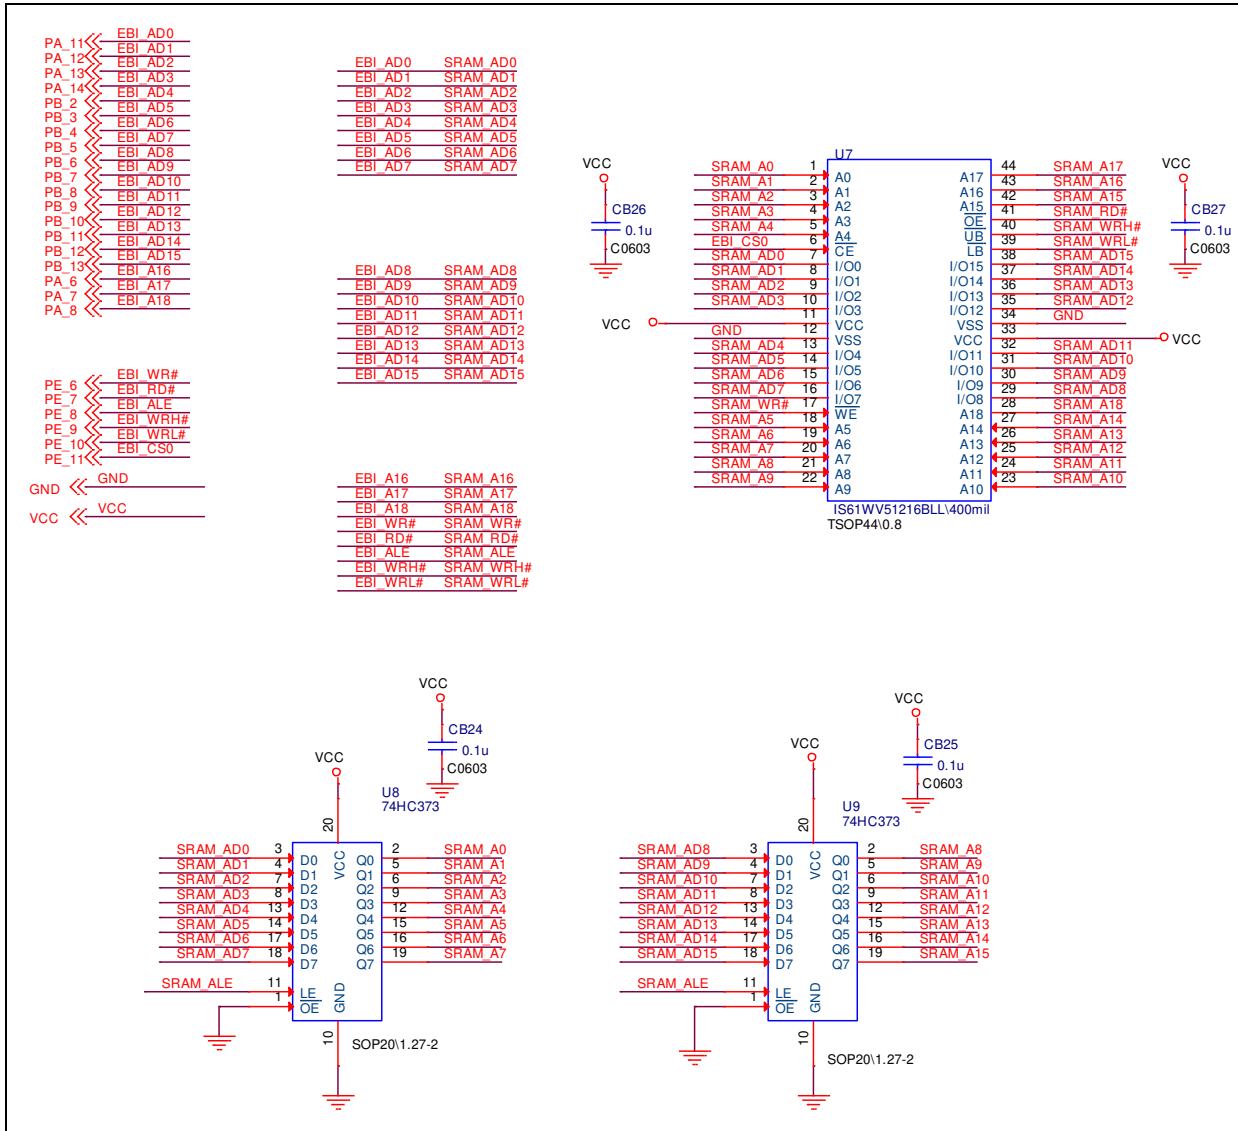 PA_11 EBI_AD0
PA_12 EBI_AD1
PA_13 EBI_AD2
PA_14 EBI_AD3
PB_2 EBI_AD4
PB_3 EBI_AD5
PB_4 EBI_AD6
PB_5 EBI_AD7
PB_6 EBI_AD8
PB_7 EBI_AD9
PB_8 EBI_AD10
PB_9 EBI_AD11
PB_10 EBI_AD12
PB_11 EBI_AD13
PB_12 EBI_AD14
PB_13 EBI_AD15
PA_6 EBI_A16
PA_7 EBI_A17
PA_8 EBI_A18
PE_6 EBI_WR#
PE_7 EBI_RD#
PE_8 EBI_ALE
PE_9 EBI_WRH#
PE_10 EBI_WRL#
PE_11 EBI_CS0
GND GND
VCC VCC
EBI_AD0 SRAM_AD0
EBI_AD1 SRAM_AD1
EBI_AD2 SRAM_AD2
EBI_AD3 SRAM_AD3
EBI_AD4 SRAM_AD4
EBI_AD5 SRAM_AD5
EBI_AD6 SRAM_AD6
EBI_AD7 SRAM_AD7
EBI_AD8 SRAM_AD8
EBI_AD9 SRAM_AD9
EBI_AD10 SRAM_AD10
EBI_AD11 SRAM_AD11
EBI_AD12 SRAM_AD12
EBI_AD13 SRAM_AD13
EBI_AD14 SRAM_AD14
EBI_AD15 SRAM_AD15
EBI_A16 SRAM_A16
EBI_A17 SRAM_A17
EBI_A18 SRAM_A18
EBI_WR# SRAM_WR#
EBI_RD# SRAM_RD#
EBI_ALE SRAM_ALE
EBI_WRH# SRAM_WRH#
EBI_WRL# SRAM_WRL#
VCC
CB26
0.1u
C0603
U7
SRAM_A0 1 A0 A17 44 SRAM_A17
SRAM_A1 2 A1 A16 43 SRAM_A16
SRAM_A2 3 A2 A15 42 SRAM_A15
SRAM_A3 4 A3 OE 41 SRAM_RD#
SRAM_A4 5 A4 UB 40 SRAM_WRH#
EBI_CS0 6 CE LB 39 SRAM_WRL#
SRAM_AD0 7 I/O0 I/O15 38 SRAM_AD15
SRAM_AD1 8 I/O1 I/O14 37 SRAM_AD14
SRAM_AD2 9 I/O2 I/O13 36 SRAM_AD13
SRAM_AD3 10 I/O3 I/O12 35 SRAM_AD12
VCC 11 VCC VSS 34 GND
GND 12 VSS VCC 33 VCC
SRAM_AD4 13 I/O4 I/O11 32 SRAM_AD11
SRAM_AD5 14 I/O5 I/O10 31 SRAM_AD10
SRAM_AD6 15 I/O6 I/O9 30 SRAM_AD9
SRAM_AD7 16 I/O7 I/O8 29 SRAM_AD8
SRAM_WR# 17 WE A18 28 SRAM_A18
SRAM_A5 18 A5 A14 27 SRAM_A14
SRAM_A6 19 A6 A13 26 SRAM_A13
SRAM_A7 20 A7 A12 25 SRAM_A12
SRAM_A8 21 A8 A11 24 SRAM_A11
SRAM_A9 22 A9 A10 23 SRAM_A10
IS61WV51216BLL\400mil
TSOP44\0.8
VCC
CB27
0.1u
C0603
VCC
CB24
0.1u
C0603
VCC
U8
74HC373
20
VCC
SRAM_AD0 3 D0 Q0 2 SRAM_A0
SRAM_AD1 4 D1 Q1 5 SRAM_A1
SRAM_AD2 7 D2 Q2 6 SRAM_A2
SRAM_AD3 8 D3 Q3 9 SRAM_A3
SRAM_AD4 13 D4 Q4 12 SRAM_A4
SRAM_AD5 14 D5 Q5 15 SRAM_A5
SRAM_AD6 17 D6 Q6 16 SRAM_A6
SRAM_AD7 18 D7 Q7 19 SRAM_A7
SRAM_ALE 11 LE
1 OE
GND
10
SOP20\1.27-2
VCC
CB25
0.1u
C0603
VCC
U9
74HC373
20
VCC
SRAM_AD8 3 D0 Q0 2 SRAM_A8
SRAM_AD9 4 D1 Q1 5 SRAM_A9
SRAM_AD10 7 D2 Q2 6 SRAM_A10
SRAM_AD11 8 D3 Q3 9 SRAM_A11
SRAM_AD12 13 D4 Q4 12 SRAM_A12
SRAM_AD13 14 D5 Q5 15 SRAM_A13
SRAM_AD14 17 D6 Q6 16 SRAM_A14
SRAM_AD15 18 D7 Q7 19 SRAM_A15
SRAM_ALE 11 LE
1 OE
GND
10
SOP20\1.27-2